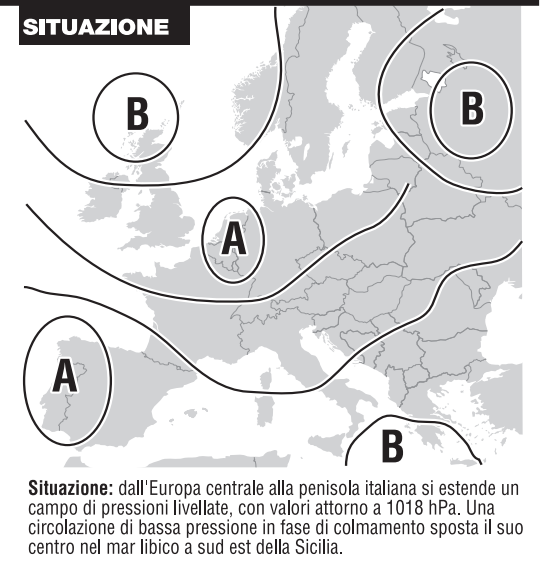 SITUAZIONE
B
B
A
A
B
Situazione: dall'Europa centrale alla penisola italiana si estende un
campo di pressioni livellate, con valori attorno a 1018 hPa. Una
circolazione di bassa pressione in fase di colmamento sposta il suo
centro nel mar libico a sud est della Sicilia.